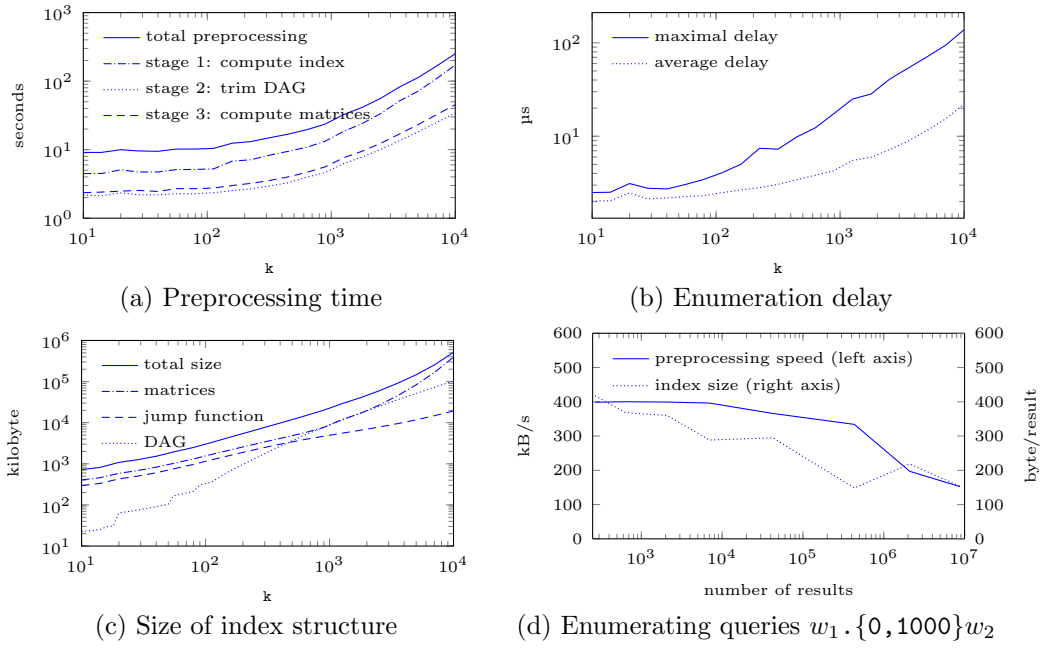 10^3
10^2
10^1
10^0
seconds
total preprocessing
stage 1: compute index
stage 2: trim DAG
stage 3: compute matrices
10^1
10^2
10^3
10^4
k
(a) Preprocessing time
10^2
10^1
µs
maximal delay
average delay
10^1
10^2
10^3
10^4
k
(b) Enumeration delay
10^6
10^5
10^4
10^3
10^2
10^1
kilobyte
total size
matrices
jump function
DAG
10^1
10^2
10^3
10^4
k
(c) Size of index structure
600
500
400
300
200
100
0
kB/s
preprocessing speed (left axis)
index size (right axis)
600
500
400
300
200
100
0
byte/result
10^3
10^4
10^5
10^6
10^7
number of results
(d) Enumerating queries w_1.{0,1000}w_2